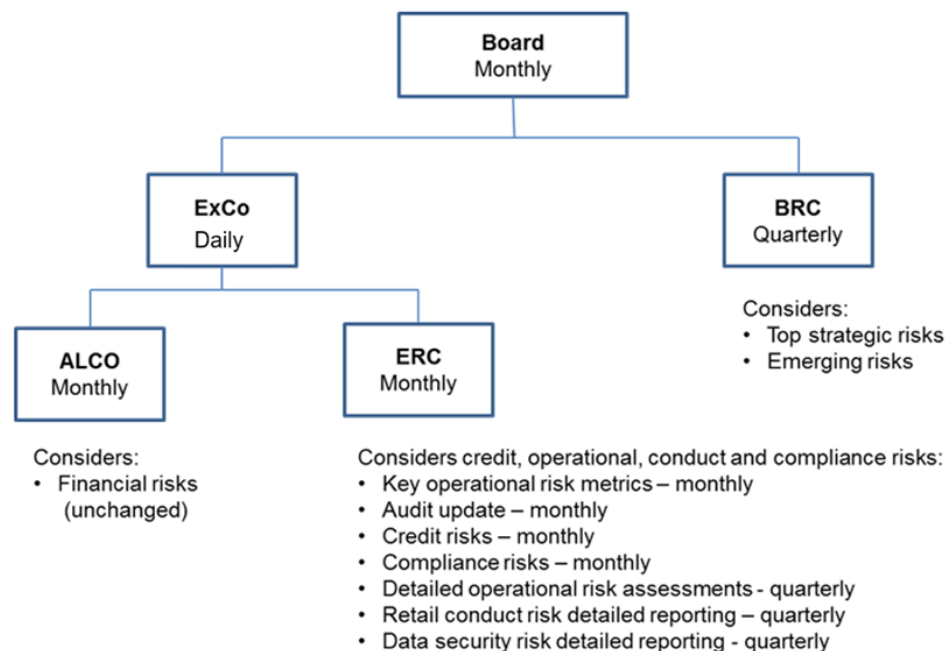 Board
Monthly
ExCo
Daily
BRC
Quarterly
ALCO
Monthly
ERC
Monthly
Considers:
• Top strategic risks
• Emerging risks
Considers:
• Financial risks
(unchanged)
Considers credit, operational, conduct and compliance risks:
• Key operational risk metrics – monthly
• Audit update – monthly
• Credit risks – monthly
• Compliance risks – monthly
• Detailed operational risk assessments - quarterly
• Retail conduct risk detailed reporting – quarterly
• Data security risk detailed reporting - quarterly